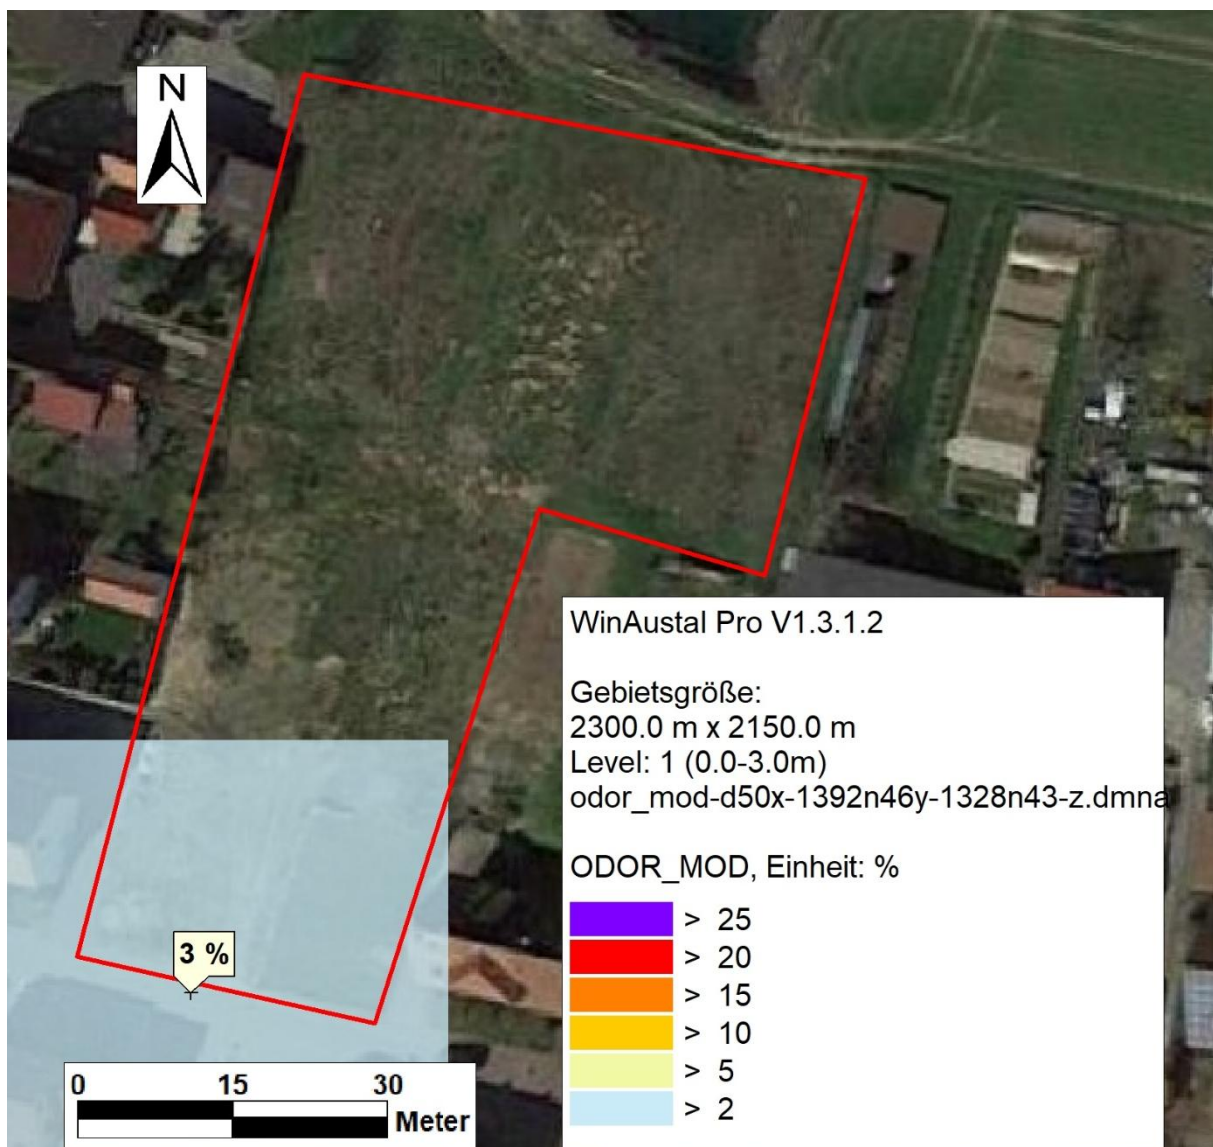 N
WinAustal Pro V1.3.1.2
Gebietsgröße:
2300.0 m x 2150.0 m
Level: 1 (0.0-3.0m)
odor_mod-d50x-1392n46y-1328n43-z.dmna
ODOR_MOD, Einheit: %
> 25
> 20
> 15
> 10
> 5
> 2
3 %
0 15 30
Meter